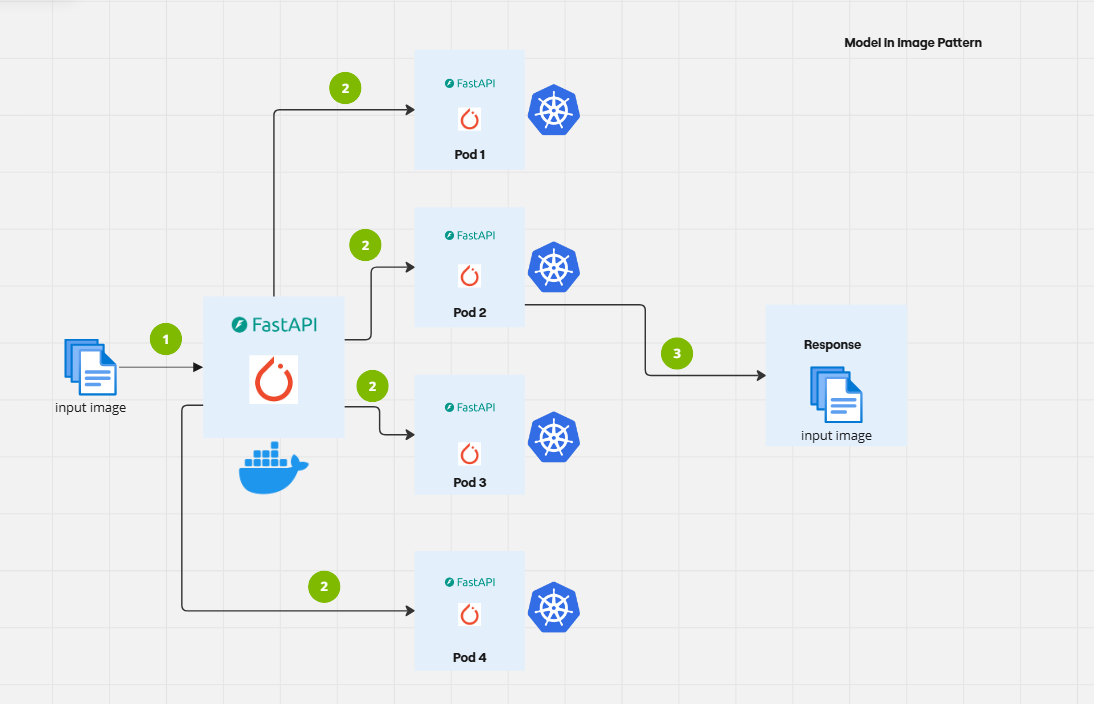 Model In Image Pattern
2
FastAPI
Pod 1
2
FastAPI
Pod 2
1
input image
FastAPI
3
Response
input image
2
FastAPI
Pod 3
2
FastAPI
Pod 4